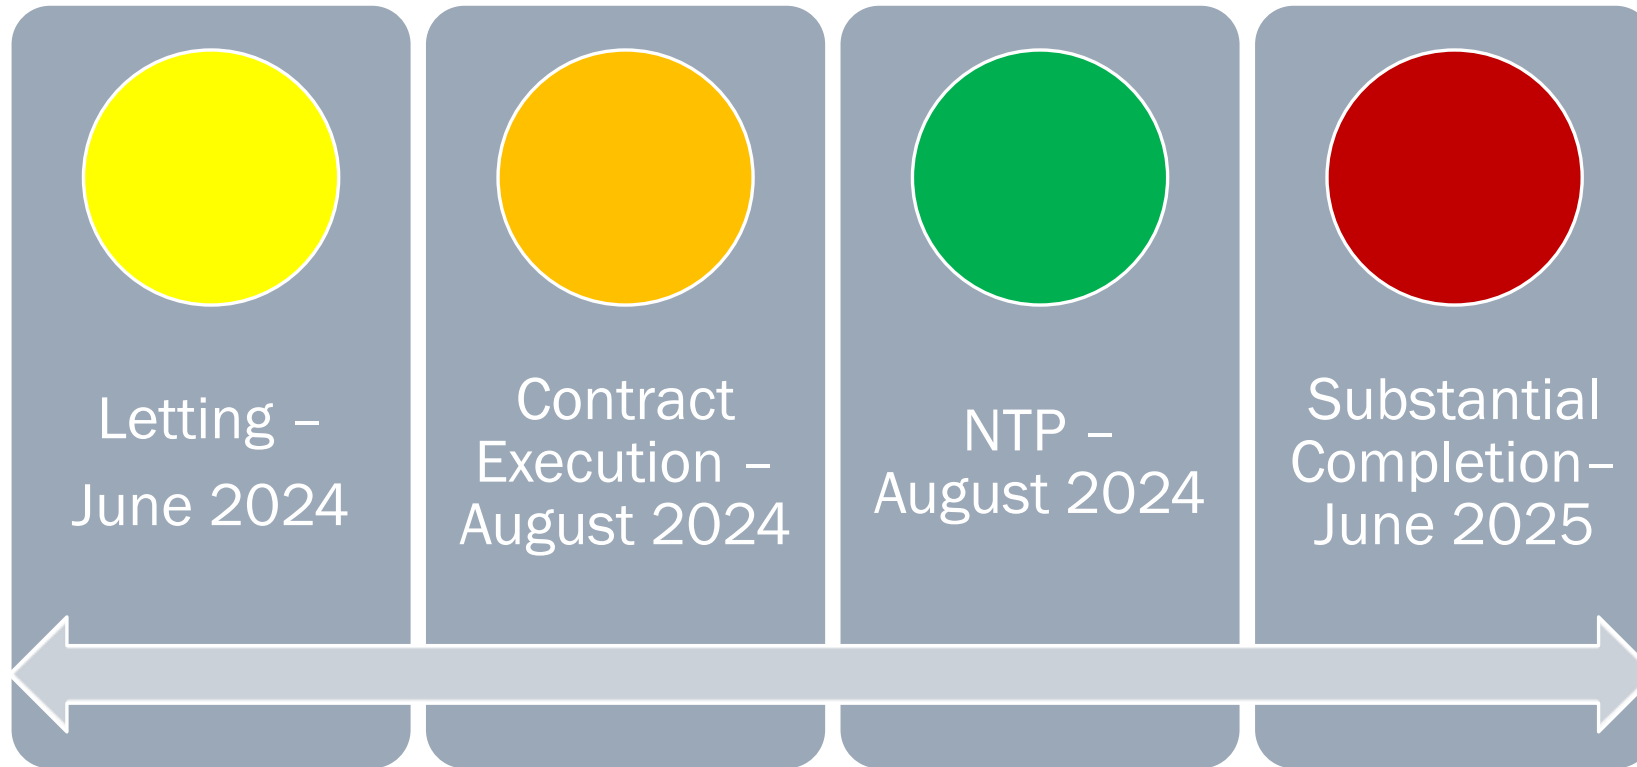 Letting –
June 2024
Contract
Execution –
August 2024
NTP –
August 2024
Substantial
Completion–
June 2025